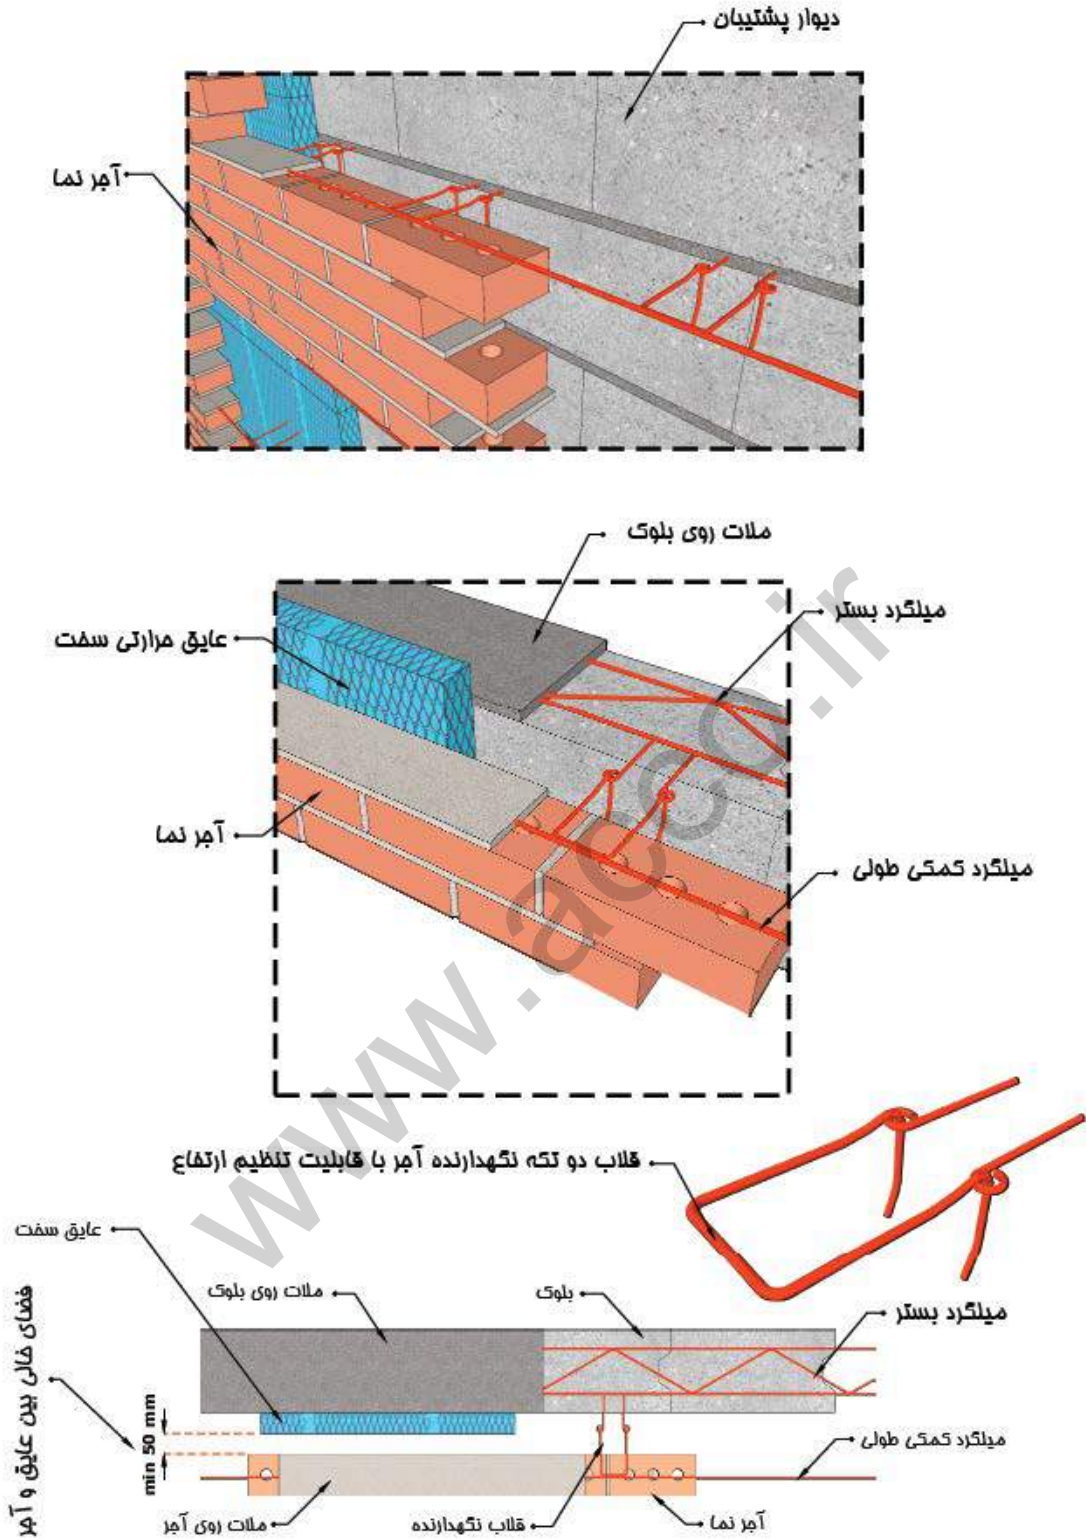 دیوار پشتیبان
آجر نما
ملات روی بلوک
میلگرد بستر
عایق حرارتی سخت
آجر نما
میلگرد کمکی طولی
قلاب دو تکه نگهدارنده آجر با قابلیت تنظیم ارتفاع
عایق سخت
ملات روی بلوک
بلوک
میلگرد بستر
فضای خالی بین عایق و آجر
min 50 mm
میلگرد کمکی طولی
ملات روی آجر
قلاب نگهدارنده
آجر نما
www.acco.ir